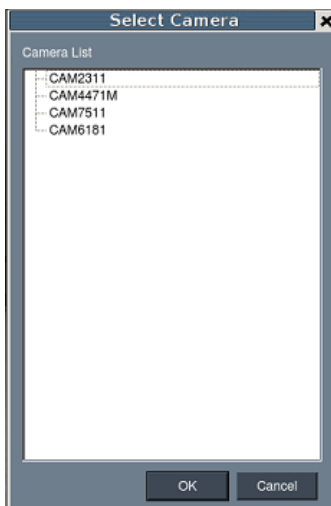 Select Camera
Camera List
CAM2311
CAM4471M
CAM7511
CAM6181
OK
Cancel